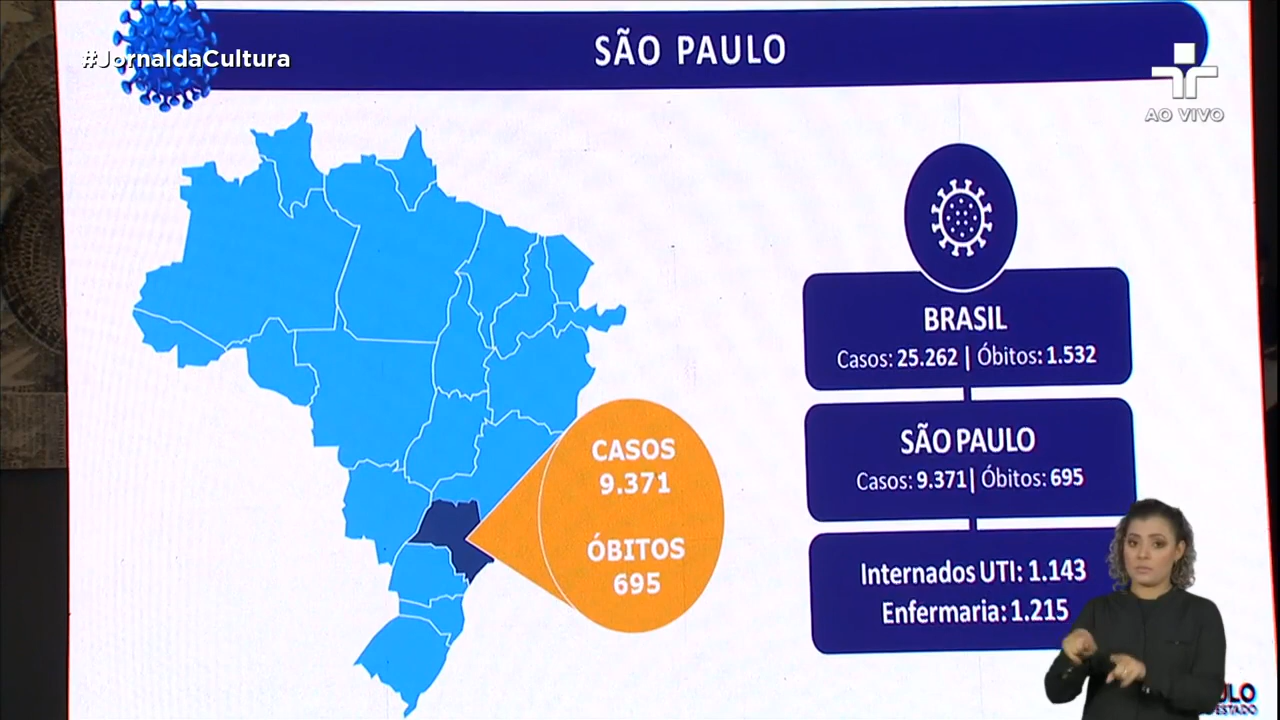 #JornaldaCultura
SÃO PAULO
AO VIVO
BRASIL
Casos: 25.262 | Óbitos: 1.532
SÃO PAULO
Casos: 9.371| Óbitos: 695
Internados UTI: 1.143
Enfermaria: 1.215
CASOS
9.371
ÓBITOS
695